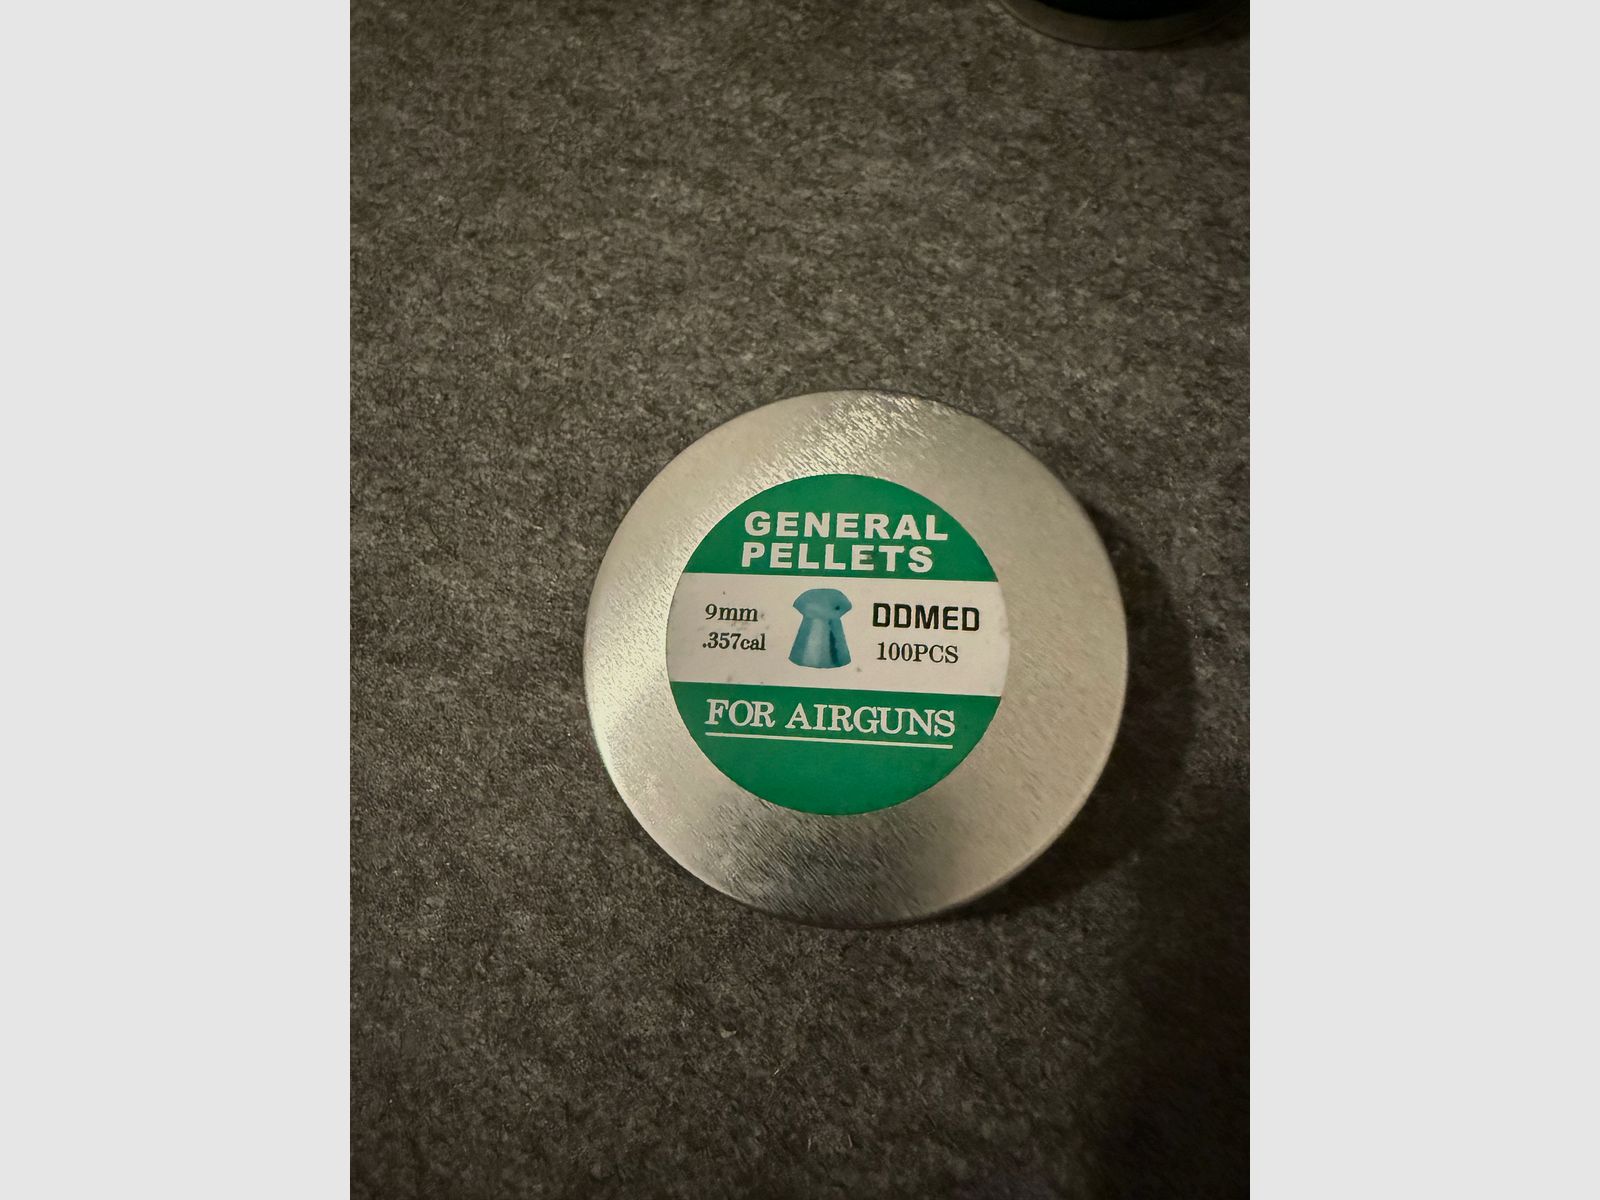 GENERAL
PELLETS
9mm
.357cal
DDMED
100PCS
FOR AIRGUNS